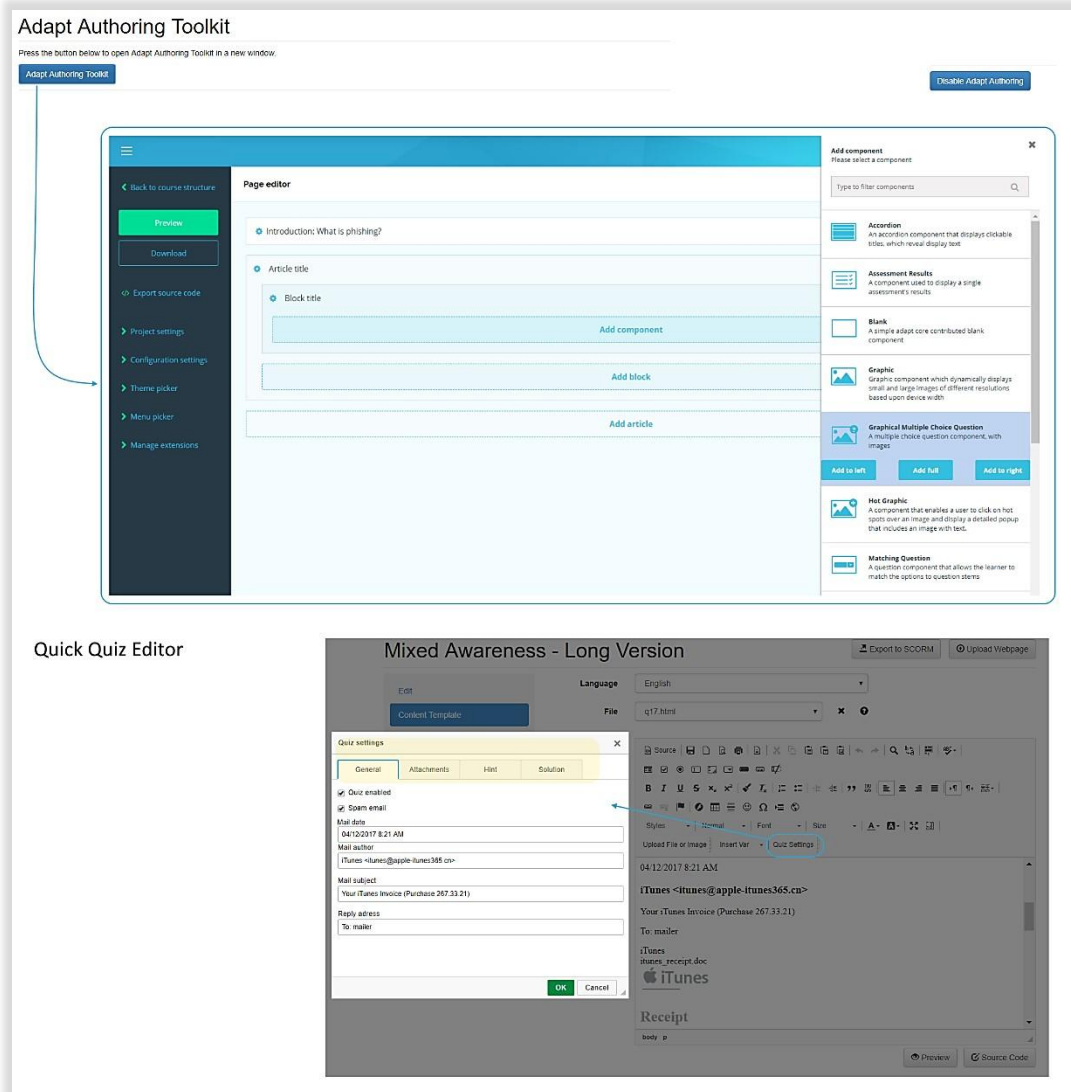 Adapt Authoring Toolkit
Press the button below to open Adapt Authoring Toolkit in a new window.
Adapt Authoring Toolkit
Disable Adapt Authoring
Back to course structure
Preview
Download
</> Export source code
Project settings
Configuration settings
Theme picker
Menu picker
Manage extensions
Page editor
Introduction: What is phishing?
Article title
Block title
Add component
Add block
Add article
Add component
Please select a component
Type to filter components
Accordion
An accordion component that displays clickable
titles, which reveal display text
Assessment Results
A component used to display a single
assessment's results
Blank
A simple adapt core contributed blank
component
Graphic
Graphic component which dynamically displays
small and large images of different resolutions
based upon device width
Graphical Multiple Choice Question
A multiple choice question component, with
images
Add to left Add full Add to right
Hot Graphic
A component that enables a user to click on hot
spots over an image and display a detailed popup
that includes an image with text.
Matching Question
A question component that allows the learner to
match the options to question stems
Quick Quiz Editor
Mixed Awareness - Long Version
Export to SCORM Upload Webpage
Edit
Content Template
Language English
File q17.html
Quiz settings
General Attachments Hint Solution
Quiz enabled
Spam email
Mail date
04/12/2017 8:21 AM
Mail author
iTunes <itunes@apple-itunes365.cn>
Mail subject
Your iTunes Invoice (Purchase 267.33.21)
Reply adress
To: mailer
OK Cancel
Source
B I U S x₂ x² Tx
Styles Normal Font Size A A
Upload File or Image Insert Var Quiz Settings
04/12/2017 8:21 AM
iTunes <itunes@apple-itunes365.cn>
Your iTunes Invoice (Purchase 267.33.21)
To: mailer
iTunes
itunes_receipt.doc
iTunes
Receipt
body p
Preview Source Code